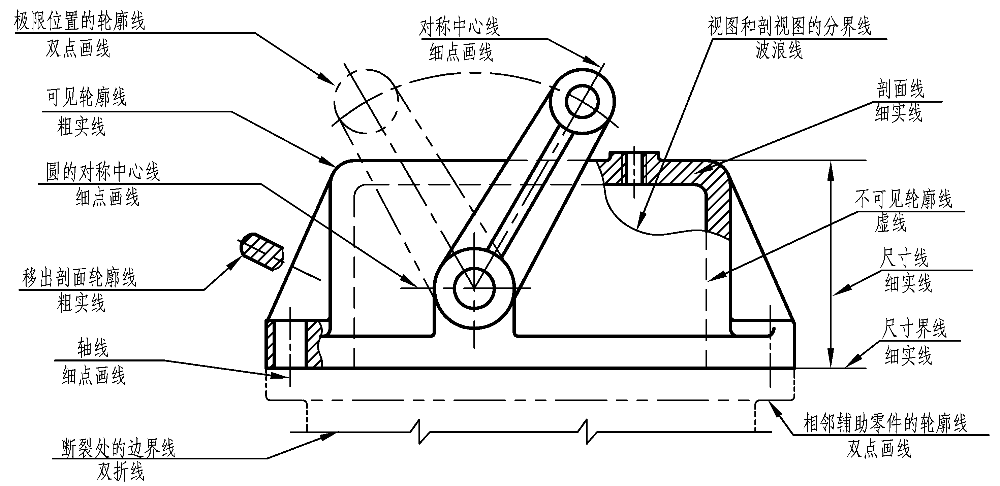 极限位置的轮廓线
双点画线
对称中心线
细点画线
视图和剖视图的分界线
波浪线
可见轮廓线
粗实线
剖面线
细实线
圆的对称中心线
细点画线
不可见轮廓线
虚线
移出剖面轮廓线
粗实线
尺寸线
细实线
轴线
细点画线
尺寸界线
细实线
断裂处的边界线
双折线
相邻辅助零件的轮廓线
双点画线